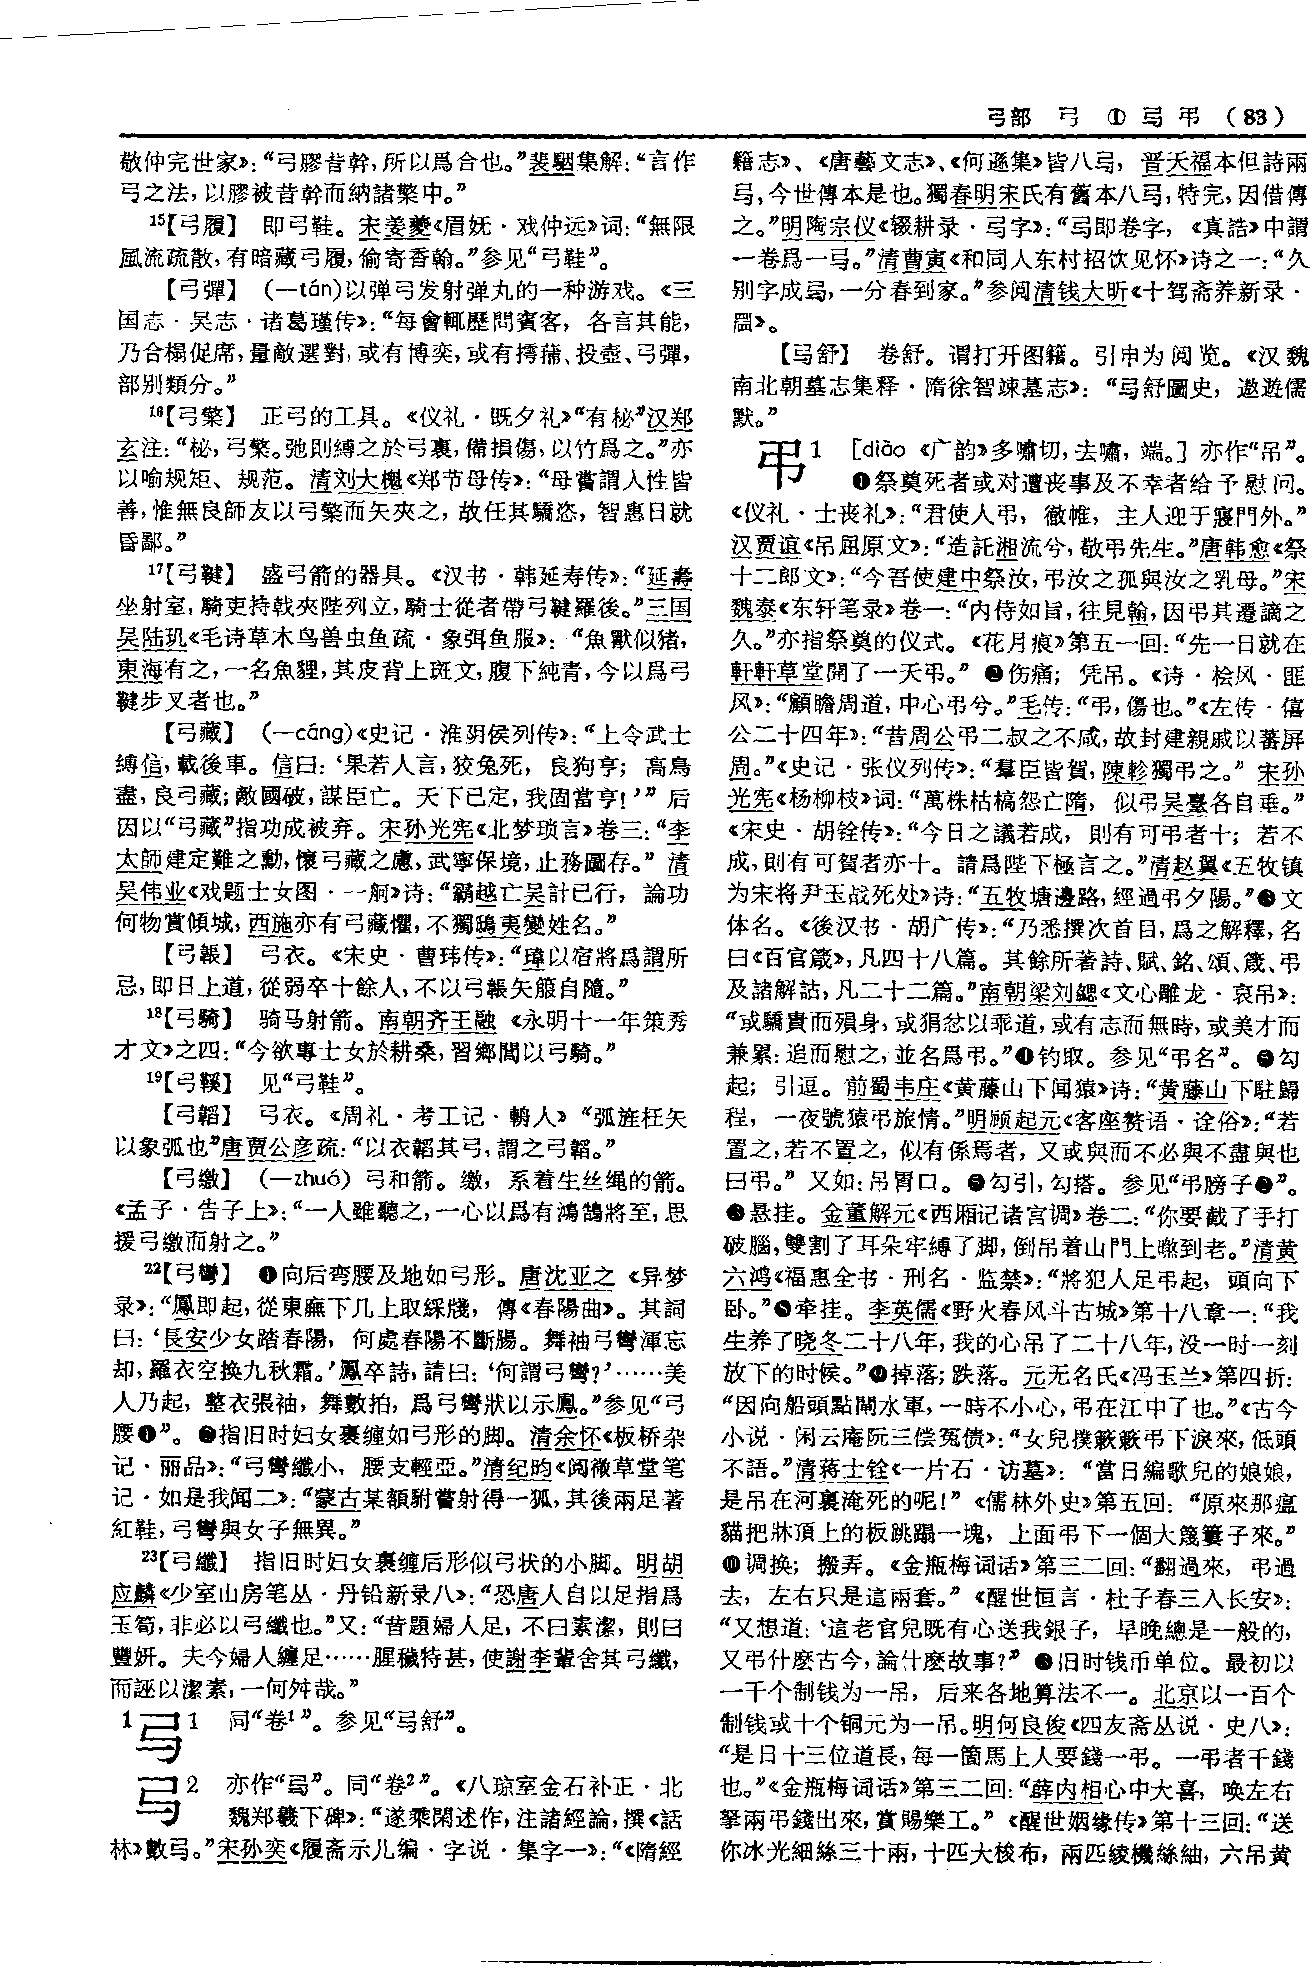 弓部 弓 ① 弓 弔 （83）
敬仲完世家》：“弓膠昔幹，所以爲合也。”裴駰集解：“言作
弓之法，以膠被昔幹而納諸檠中。”
15【弓履】 即弓鞋。宋姜夔《眉妩·戏仲远》词：“無限
風流疏散，有暗藏弓履，偷寄香翰。”参见“弓鞋”。
【弓彈】 （—tán）以弹弓发射弹丸的一种游戏。《三
国志·吴志·诸葛瑾传》：“每會輒歷問賓客，各言其能，
乃合榻促席，量敵選對，或有博奕，或有摴蒱、投壺、弓彈，
部别類分。”
16【弓檠】 正弓的工具。《仪礼·既夕礼》“有柲”汉郑
玄注：“柲，弓檠。弛則縛之於弓裏，備損傷，以竹爲之。”亦
以喻规矩、规范。清刘大櫆《郑节母传》：“母嘗謂人性皆
善，惟無良師友以弓檠而矢夾之，故任其驕恣，智惠日就
昏鄙。”
17【弓鞬】 盛弓箭的器具。《汉书·韩延寿传》：“延壽
坐射室，騎吏持戟夾陛列立，騎士從者帶弓鞬羅後。”三国
吴陆玑《毛诗草木鸟兽虫鱼疏·象弭鱼服》：“魚獸似猪，
東海有之，一名魚貍，其皮背上斑文，腹下純青，今以爲弓
鞬步叉者也。”
【弓藏】 （—cáng）《史记·淮阴侯列传》：“上令武士
縛信，載後車。信曰：‘果若人言，狡兔死，良狗亨；高鳥
盡，良弓藏；敵國破，謀臣亡。天下已定，我固當亨！’”后
因以“弓藏”指功成被弃。宋孙光宪《北梦琐言》卷三：“李
太師建定難之勳，懷弓藏之慮，武寧保境，止務圖存。”清
吴伟业《戏题士女图·一舸》诗：“霸越亡吴計已行，論功
何物賞傾城，西施亦有弓藏懼，不獨鴟夷變姓名。”
【弓韔】 弓衣。《宋史·曹玮传》：“瑋以宿將爲謂所
忌，即日上道，從弱卒十餘人，不以弓韔矢箙自隨。”
18【弓騎】 骑马射箭。南朝齐王融《永明十一年策秀
才文》之四：“今欲專士女於耕桑，習鄉閭以弓騎。”
19【弓鞵】 见“弓鞋”。
【弓韜】 弓衣。《周礼·考工记·輈人》“弧旌枉矢
以象弧也”唐贾公彦疏：“以衣韜其弓，謂之弓韜。”
【弓缴】 （—zhuó）弓和箭。缴，系着生丝绳的箭。
《孟子·告子上》：“一人雖聽之，一心以爲有鴻鵠將至，思
援弓繳而射之。”
22【弓彎】 ❶向后弯腰及地如弓形。唐沈亚之《异梦
录》：“鳳即起，從東廡下几上取綵牋，傳《春陽曲》。其詞
曰：‘長安少女踏春陽，何處春陽不斷腸。舞袖弓彎渾忘
却，羅衣空换九秋霜。’鳳卒詩，請曰：‘何謂弓彎？’……美
人乃起，整衣張袖，舞數拍，爲弓彎狀以示鳳。”参见“弓
腰❶”。❷指旧时妇女裹缠如弓形的脚。清余怀《板桥杂
记·丽品》：“弓彎纖小，腰支輕亞。”清纪昀《阅微草堂笔
记·如是我闻二》：“蒙古某額駙嘗射得一狐，其後兩足著
紅鞋，弓彎與女子無異。”
23【弓纖】 指旧时妇女裹缠后形似弓状的小脚。明胡
应麟《少室山房笔丛·丹铅新录八》：“恐唐人自以足指爲
玉筍，非必以弓纖也。”又：“昔題婦人足，不曰素潔，則曰
豐妍。夫今婦人纏足……腥穢特甚，使謝李輩舍其弓纖，
而誣以潔素，一何舛哉。”
1 弓1 同“卷1”。参见“弓舒”。
弓2 亦作“𢎥”。同“卷2”。《八琼室金石补正·北
魏郑羲下碑》：“遂乘閑述作，注諸經論，撰《話
林》數弓。”宋孙奕《履斋示儿编·字说·集字一》：“《隋經
籍志》、《唐藝文志》、《何遜集》皆八弓，晋天福本但詩兩
弓，今世傳本是也。獨春明宋氏有舊本八弓，特完，因借傳
之。”明陶宗仪《辍耕录·弓字》：“弓即卷字，《真誥》中謂
一卷爲一弓。”清曹寅《和同人东村招饮见怀》诗之一：“久
别字成𢎥，一分春到家。”参阅清钱大昕《十驾斋养新录·
》。
【弓舒】 卷舒。谓打开图籍。引申为阅览。《汉魏
南北朝墓志集释·隋徐智竦墓志》：“弓舒圖史，遨遊儒
默。”
弔1 [diào 《广韵》多嘯切，去嘯，端。] 亦作“吊”。
❶祭奠死者或对遭丧事及不幸者给予慰问。
《仪礼·士丧礼》：“君使人弔，徹帷，主人迎于寢門外。”
汉贾谊《吊屈原文》：“造託湘流兮，敬弔先生。”唐韩愈《祭
十二郎文》：“今吾使建中祭汝，弔汝之孤與汝之乳母。”宋
魏泰《东轩笔录》卷一：“内侍如旨，往見翰，因弔其遷謫之
久。”亦指祭奠的仪式。《花月痕》第五一回：“先一日就在
軒軒草堂開了一天弔。” ❷伤痛；凭吊。《诗·桧风·匪
风》：“顧瞻周道，中心弔兮。”毛传：“弔，傷也。”《左传·僖
公二十四年》：“昔周公弔二叔之不咸，故封建親戚以蕃屏
周。”《史记·张仪列传》：“羣臣皆賀，陳軫獨弔之。”宋孙
光宪《杨柳枝》词：“萬株枯槁怨亡隋，似弔吴臺各自垂。”
《宋史·胡铨传》：“今日之議若成，則有可弔者十；若不
成，則有可賀者亦十。請爲陛下極言之。”清赵翼《五牧镇
为宋将尹玉战死处》诗：“五牧塘邊路，經過弔夕陽。”❸文
体名。《後汉书·胡广传》：“乃悉撰次首目，爲之解釋，名
曰《百官箴》，凡四十八篇。其餘所著詩、賦、銘、頌、箴、弔
及諸解詁，凡二十二篇。”南朝梁刘勰《文心雕龙·哀吊》：
“或驕貴而殞身，或狷忿以乖道，或有志而無時，或美才而
兼累：追而慰之，並名爲弔。”❹钓取。参见“弔名”。❺勾
起；引逗。前蜀韦庄《黄藤山下闻猿》诗：“黄藤山下駐歸
程，一夜號猿弔旅情。”明顾起元《客座赘语·诠俗》：“若
置之，若不置之，似有係焉者，又或與而不必與不盡與也
曰弔。”又如：吊胃口。❻勾引，勾搭。参见“弔膀子❷”。
❼悬挂。金董解元《西厢记诸宫调》卷二：“你要截了手打
破腦，雙割了耳朵牢縛了脚，倒吊着山門上瞧到老。”清黄
六鸿《福惠全书·刑名·监禁》：“將犯人足弔起，頭向下
卧。”❽牵挂。李英儒《野火春风斗古城》第十八章一：“我
生养了晓冬二十八年，我的心吊了二十八年，没一时一刻
放下的时候。”❾掉落；跌落。元无名氏《冯玉兰》第四折：
“因向船頭點閘水軍，一時不小心，弔在江中了也。”《古今
小说·闲云庵阮三偿冤债》：“女兒撲簌簌弔下淚來，低頭
不語。”清蒋士铨《一片石·访墓》：“當日編歌兒的娘娘，
是吊在河裏淹死的呢！”《儒林外史》第五回：“原來那瘟
貓把牀頂上的板跳蹋一塊，上面弔下一個大篾簍子來。”
❿调换；搬弄。《金瓶梅词话》第三二回：“翻過來，弔過
去，左右只是這兩套。”《醒世恒言·杜子春三入长安》：
“又想道：‘這老官兒既有心送我銀子，早晚總是一般的，
又弔什麽古今，論什麽故事？’”⓫旧时钱币单位。最初以
一千个制钱为一吊，后来各地算法不一。北京以一百个
制钱或十个铜元为一吊。明何良俊《四友斋丛说·史八》：
“是日十三位道長，每一箇馬上人要錢一弔。一弔者千錢
也。”《金瓶梅词话》第三二回：“薛内相心中大喜，唤左右
拏兩弔錢出來，賞賜樂工。”《醒世姻缘传》第十三回：“送
你冰光細絲三十兩，十匹大梭布，兩匹綾機絲紬，六吊黄